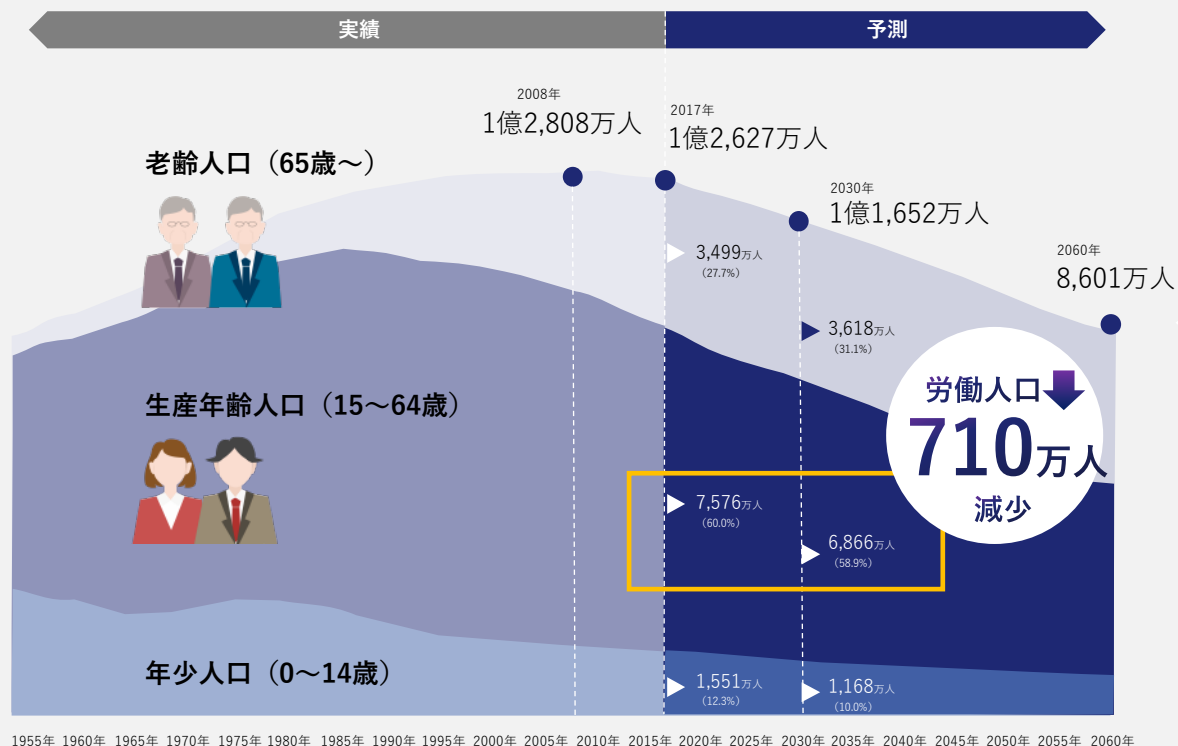 実績
予測
2008年
1億2,808万人
2017年
1億2,627万人
老齢人口（65歳～）
2030年
1億1,652万人
2060年
8,601万人
3,499万人
（27.7%）
3,618万人
（31.1%）
労働人口
710万人
減少
生産年齢人口（15～64歳）
7,576万人
（60.0%）
6,866万人
（58.9%）
年少人口（0～14歳）
1,551万人
（12.3%）
1,168万人
（10.0%）
1955年 1960年 1965年 1970年 1975年 1980年 1985年 1990年 1995年 2000年 2005年 2010年 2015年 2020年 2025年 2030年 2035年 2040年 2045年 2050年 2055年 2060年